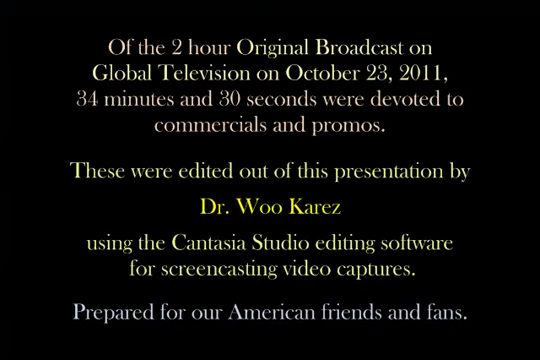 Of the 2 hour Original Broadcast on
Global Television on October 23, 2011,
34 minutes and 30 seconds were devoted to
commercials and promos.
These were edited out of this presentation by
Dr. Woo Karez
using the Cantasia Studio editing software
for screencasting video captures.
Prepared for our American friends and fans.